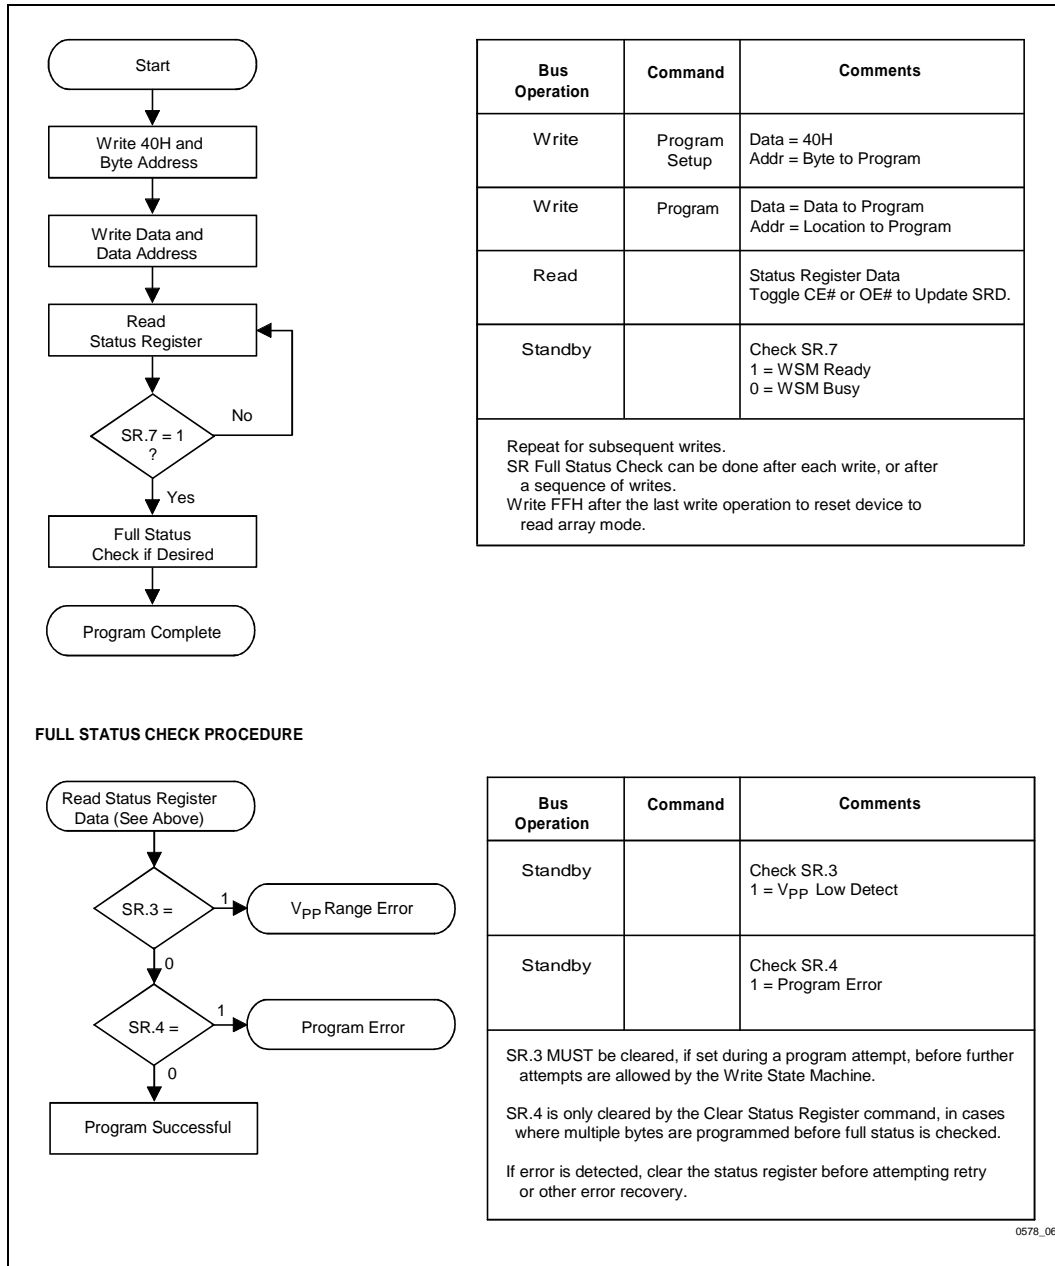 Start
Write 40H and
Byte Address
Write Data and
Data Address
Read
Status Register
No
SR.7 = 1
?
Yes
Full Status
Check if Desired
Program Complete
Bus
Operation
Command
Comments
Write
Program
Setup
Data = 40H
Addr = Byte to Program
Write
Program
Data = Data to Program
Addr = Location to Program
Read
Status Register Data
Toggle CE# or OE# to Update SRD.
Standby
Check SR.7
1 = WSM Ready
0 = WSM Busy
Repeat for subsequent writes.
SR Full Status Check can be done after each write, or after
a sequence of writes.
Write FFH after the last write operation to reset device to
read array mode.
FULL STATUS CHECK PROCEDURE
Read Status Register
Data (See Above)
SR.3 =
1
VPP Range Error
0
SR.4 =
1
Program Error
0
Program Successful
Bus
Operation
Command
Comments
Standby
Check SR.3
1 = VPP Low Detect
Standby
Check SR.4
1 = Program Error
SR.3 MUST be cleared, if set during a program attempt, before further
attempts are allowed by the Write State Machine.
SR.4 is only cleared by the Clear Status Register command, in cases
where multiple bytes are programmed before full status is checked.
If error is detected, clear the status register before attempting retry
or other error recovery.
0578_06